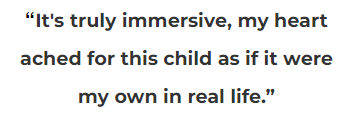 “It's truly immersive, my heart
ached for this child as if it were
my own in real life.”